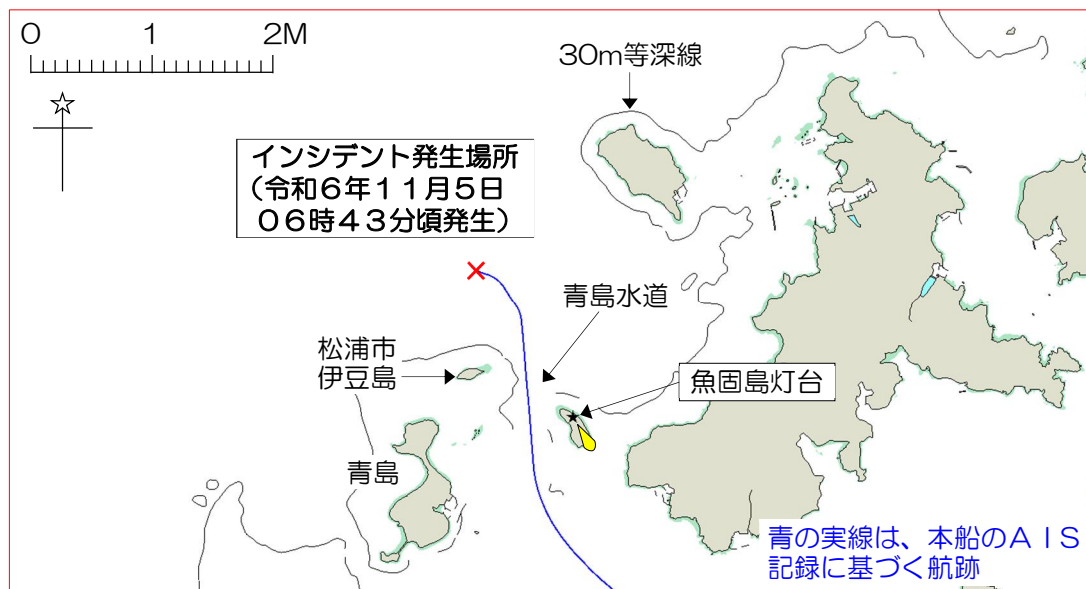 0 1 2M
30m等深線
インシデント発生場所
(令和6年11月5日
06時43分頃発生)
青島水道
松浦市
伊豆島
魚固島灯台
青島
青の実線は、本船のAIS
記録に基づく航跡